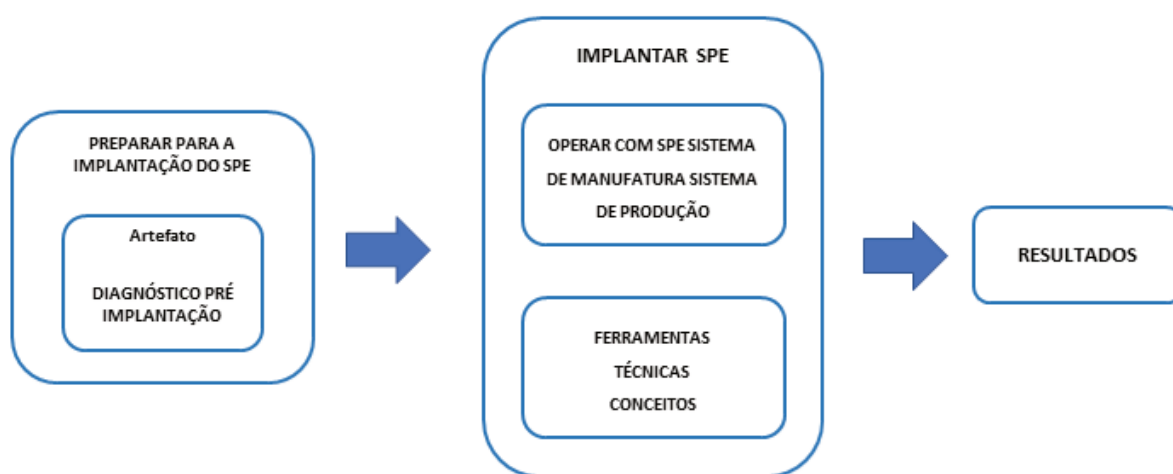 PREPARAR PARA A
IMPLANTAÇÃO DO SPE
Artefato
DIAGNÓSTICO PRÉ
IMPLANTAÇÃO
IMPLANTAR SPE
OPERAR COM SPE SISTEMA
DE MANUFATURA SISTEMA
DE PRODUÇÃO
FERRAMENTAS
TÉCNICAS
CONCEITOS
RESULTADOS